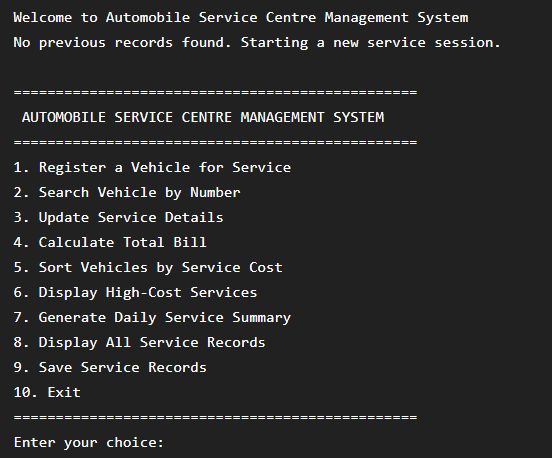 Welcome to Automobile Service Centre Management System
No previous records found. Starting a new service session.
================================================
AUTOMOBILE SERVICE CENTRE MANAGEMENT SYSTEM
================================================
1. Register a Vehicle for Service
2. Search Vehicle by Number
3. Update Service Details
4. Calculate Total Bill
5. Sort Vehicles by Service Cost
6. Display High-Cost Services
7. Generate Daily Service Summary
8. Display All Service Records
9. Save Service Records
10. Exit
================================================
Enter your choice: